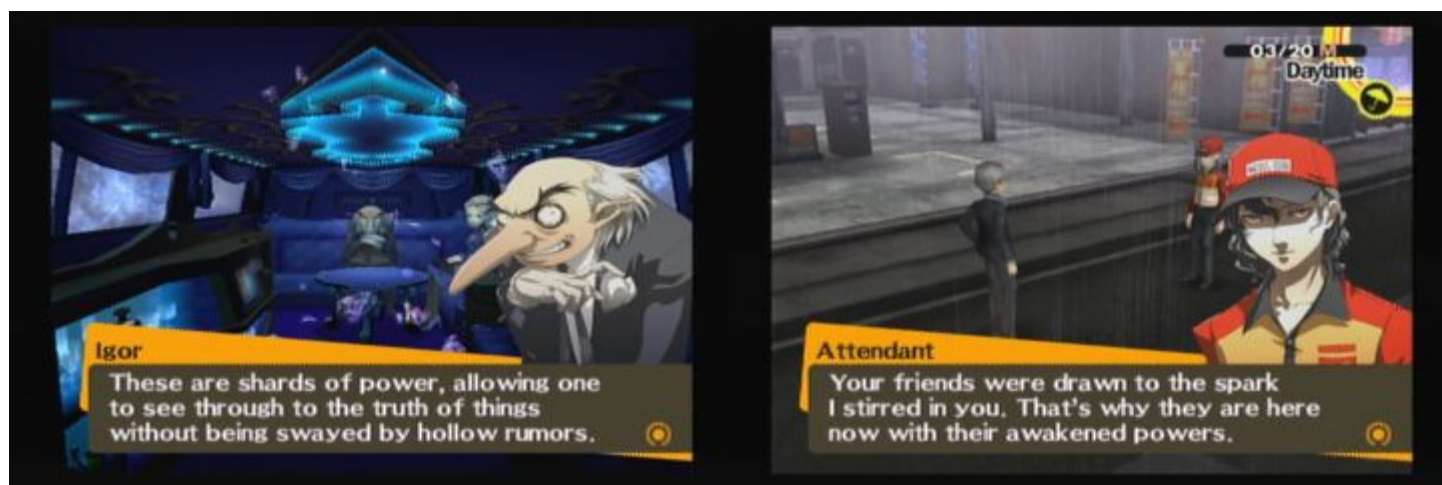 Igor
These are shards of power, allowing one
to see through to the truth of things
without being swayed by hollow rumors.
03/20 M
Daytime
Attendant
Your friends were drawn to the spark
I stirred in you. That's why they are here
now with their awakened powers.